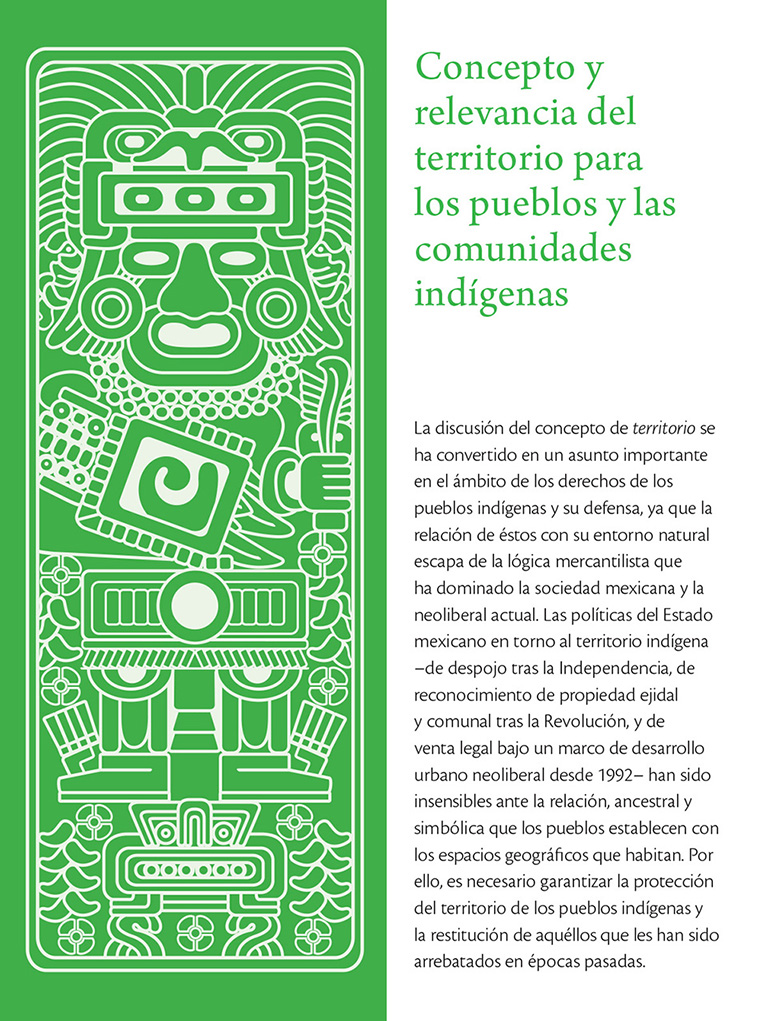 Concepto y
relevancia del
territorio para
los pueblos y las
comunidades
indígenas
La discusión del concepto de territorio se
ha convertido en un asunto importante
en el ámbito de los derechos de los
pueblos indígenas y su defensa, ya que la
relación de éstos con su entorno natural
escapa de la lógica mercantilista que
ha dominado la sociedad mexicana y la
neoliberal actual. Las políticas del Estado
mexicano en torno al territorio indígena
–de despojo tras la Independencia, de
reconocimiento de propiedad ejidal
y comunal tras la Revolución, y de
venta legal bajo un marco de desarrollo
urbano neoliberal desde 1992– han sido
insensibles ante la relación, ancestral y
simbólica que los pueblos establecen con
los espacios geográficos que habitan. Por
ello, es necesario garantizar la protección
del territorio de los pueblos indígenas y
la restitución de aquéllos que les han sido
arrebatados en épocas pasadas.